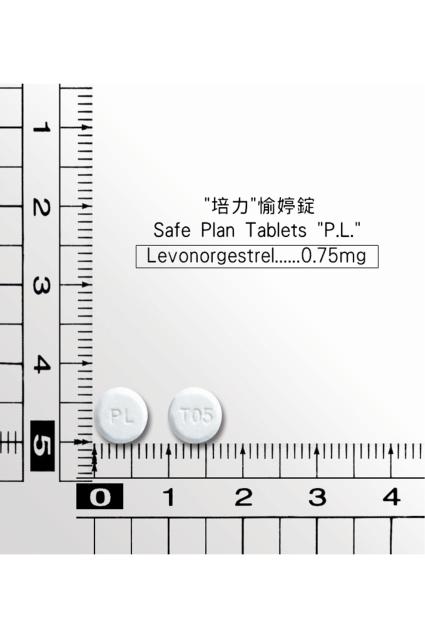 "培力"愉婷錠
Safe Plan Tablets "P.L."
Levonorgestrel......0.75mg
1
2
3
4
5
PL
T05
0 1 2 3 4